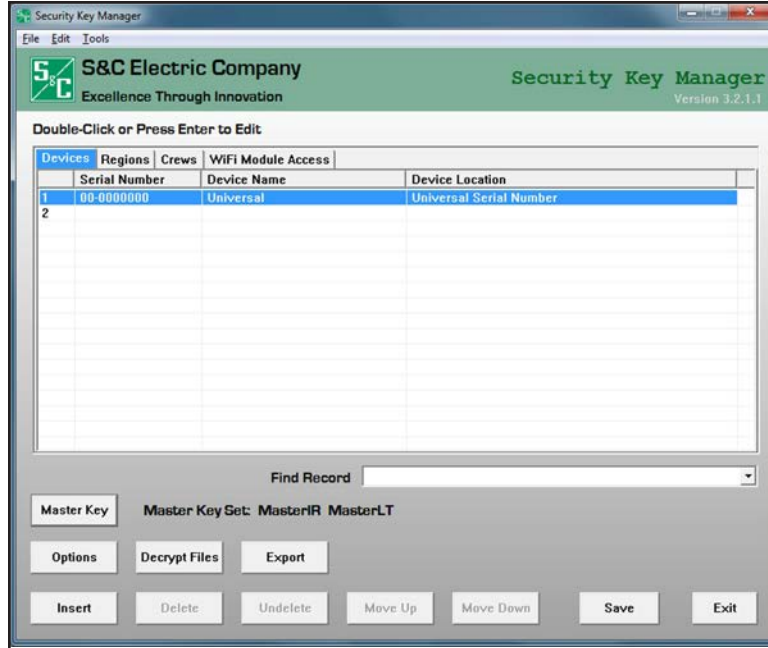 Security Key Manager
File Edit Tools
S&C
S&C Electric Company
Excellence Through Innovation
Security Key Manager
Version 3.2.1.1
Double-Click or Press Enter to Edit
Devices Regions Crews WiFi Module Access
Serial Number Device Name Device Location
1 00-0000000 Universal Universal Serial Number
2
Find Record
Master Key Master Key Set: MasterIR MasterLT
Options Decrypt Files Export
Insert Delete Undelete Move Up Move Down Save Exit